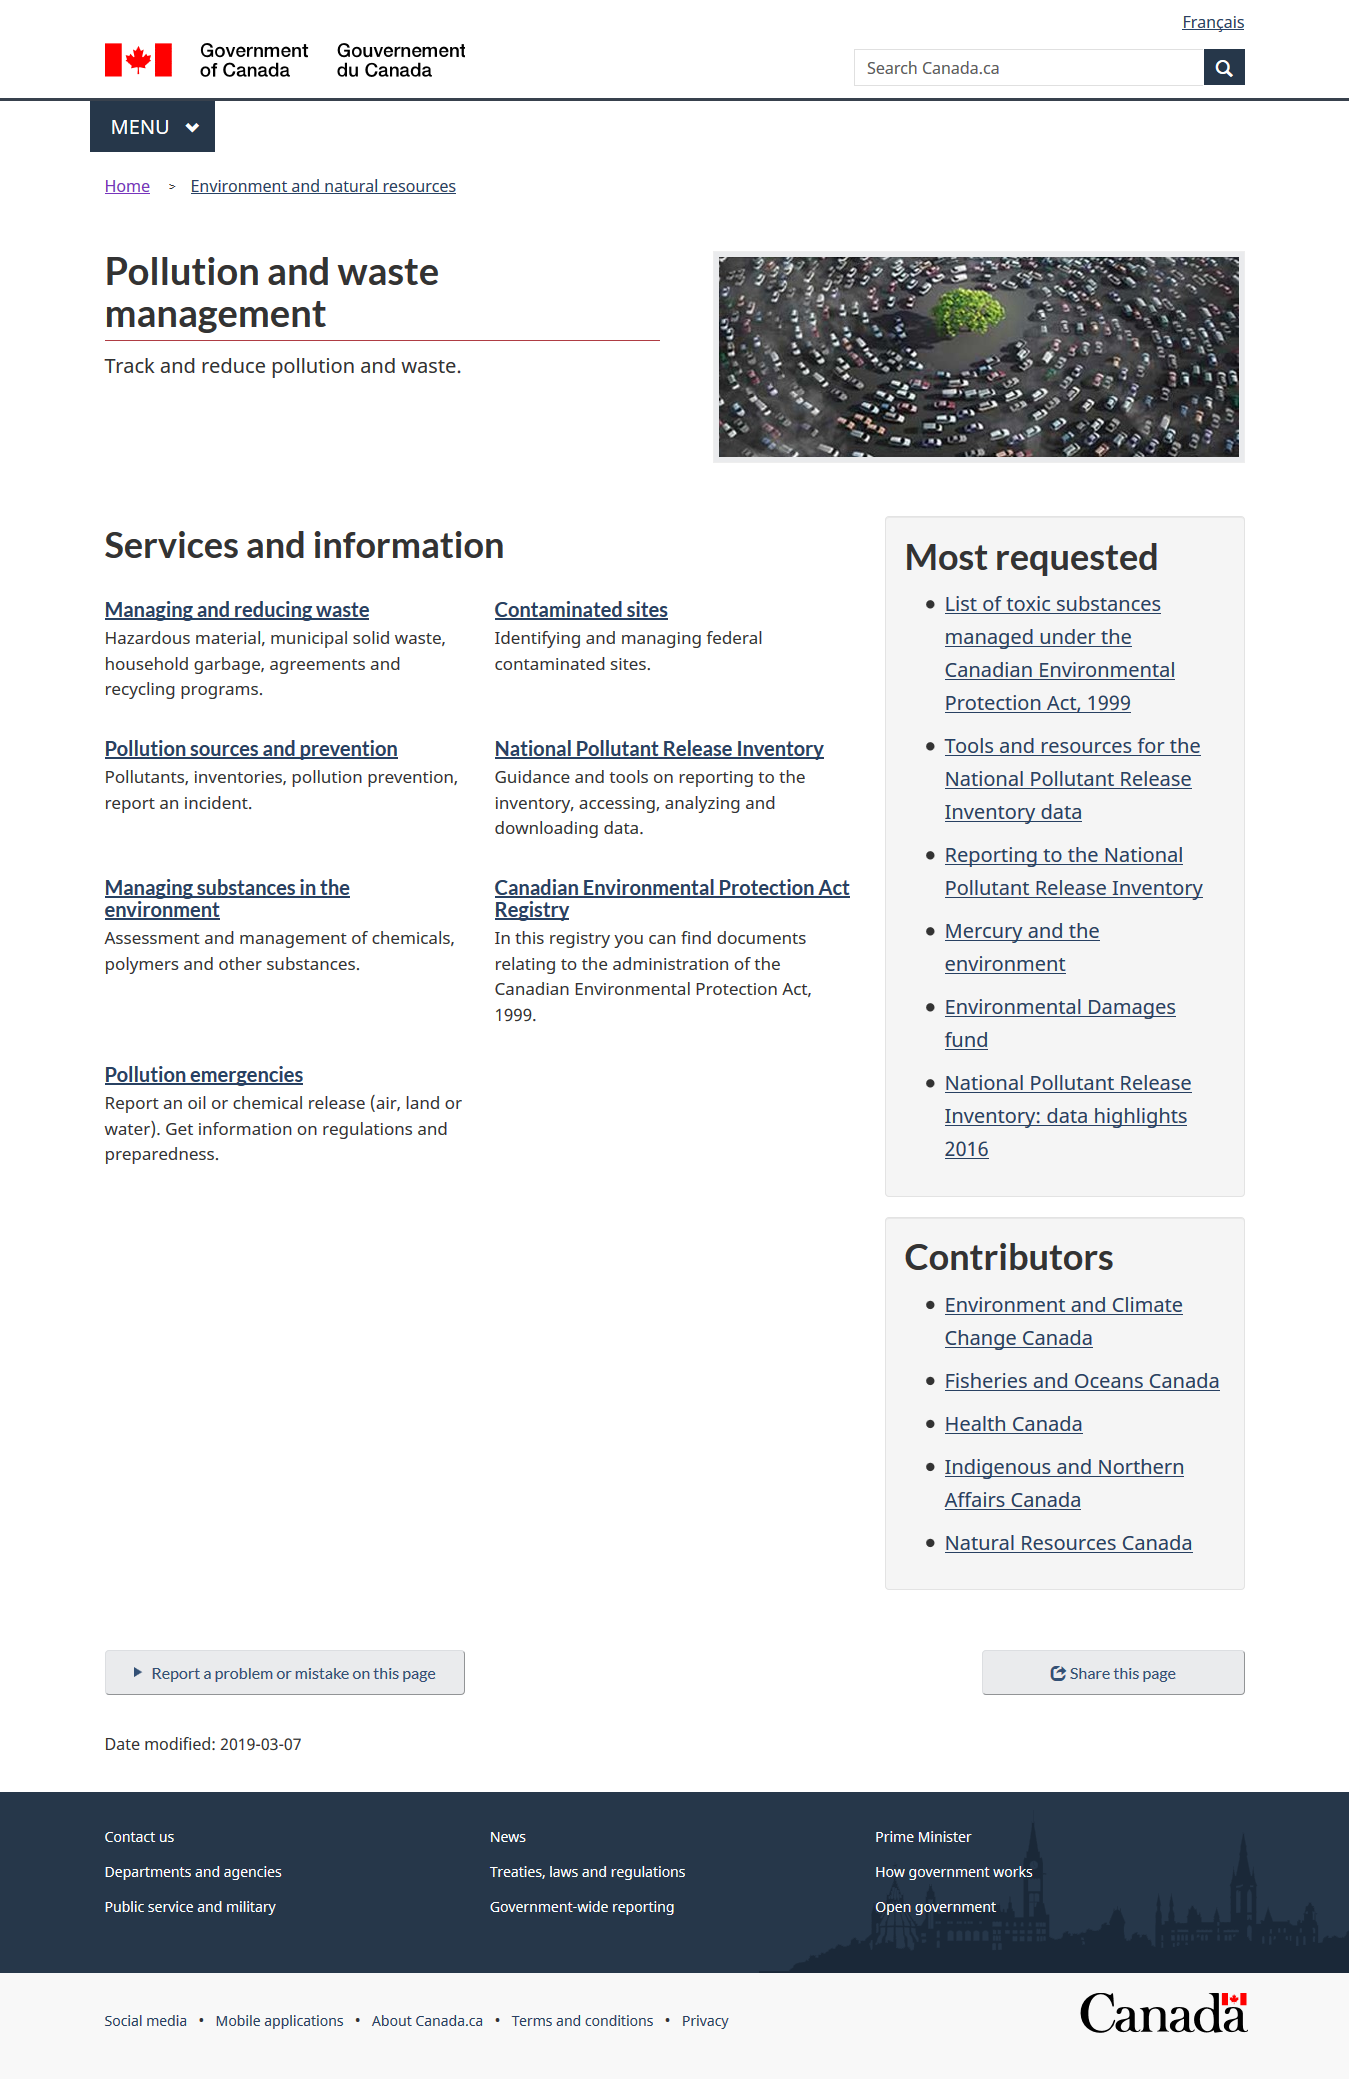 Français
Government
of Canada
Gouvernement
du Canada
Search Canada.ca
MENU
Home > Environment and natural resources
Pollution and waste
management
Track and reduce pollution and waste.
Services and information
Managing and reducing waste
Hazardous material, municipal solid waste,
household garbage, agreements and
recycling programs.
Contaminated sites
Identifying and managing federal
contaminated sites.
Pollution sources and prevention
Pollutants, inventories, pollution prevention,
report an incident.
National Pollutant Release Inventory
Guidance and tools on reporting to the
inventory, accessing, analyzing and
downloading data.
Managing substances in the
environment
Assessment and management of chemicals,
polymers and other substances.
Canadian Environmental Protection Act
Registry
In this registry you can find documents
relating to the administration of the
Canadian Environmental Protection Act,
1999.
Pollution emergencies
Report an oil or chemical release (air, land or
water). Get information on regulations and
preparedness.
Most requested
• List of toxic substances
managed under the
Canadian Environmental
Protection Act, 1999
• Tools and resources for the
National Pollutant Release
Inventory data
• Reporting to the National
Pollutant Release Inventory
• Mercury and the
environment
• Environmental Damages
fund
• National Pollutant Release
Inventory: data highlights
2016
Contributors
• Environment and Climate
Change Canada
• Fisheries and Oceans Canada
• Health Canada
• Indigenous and Northern
Affairs Canada
• Natural Resources Canada
Report a problem or mistake on this page
Share this page
Date modified: 2019-03-07
Contact us
News
Prime Minister
Departments and agencies
Treaties, laws and regulations
How government works
Public service and military
Government-wide reporting
Open government
Social media • Mobile applications • About Canada.ca • Terms and conditions • Privacy
Canada